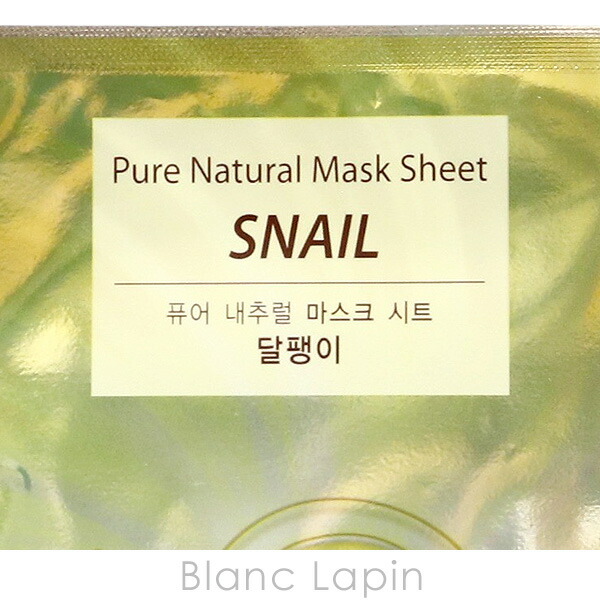 Pure Natural Mask Sheet
SNAIL
퓨어 내추럴 마스크 시트
달팽이
Blanc Lapin